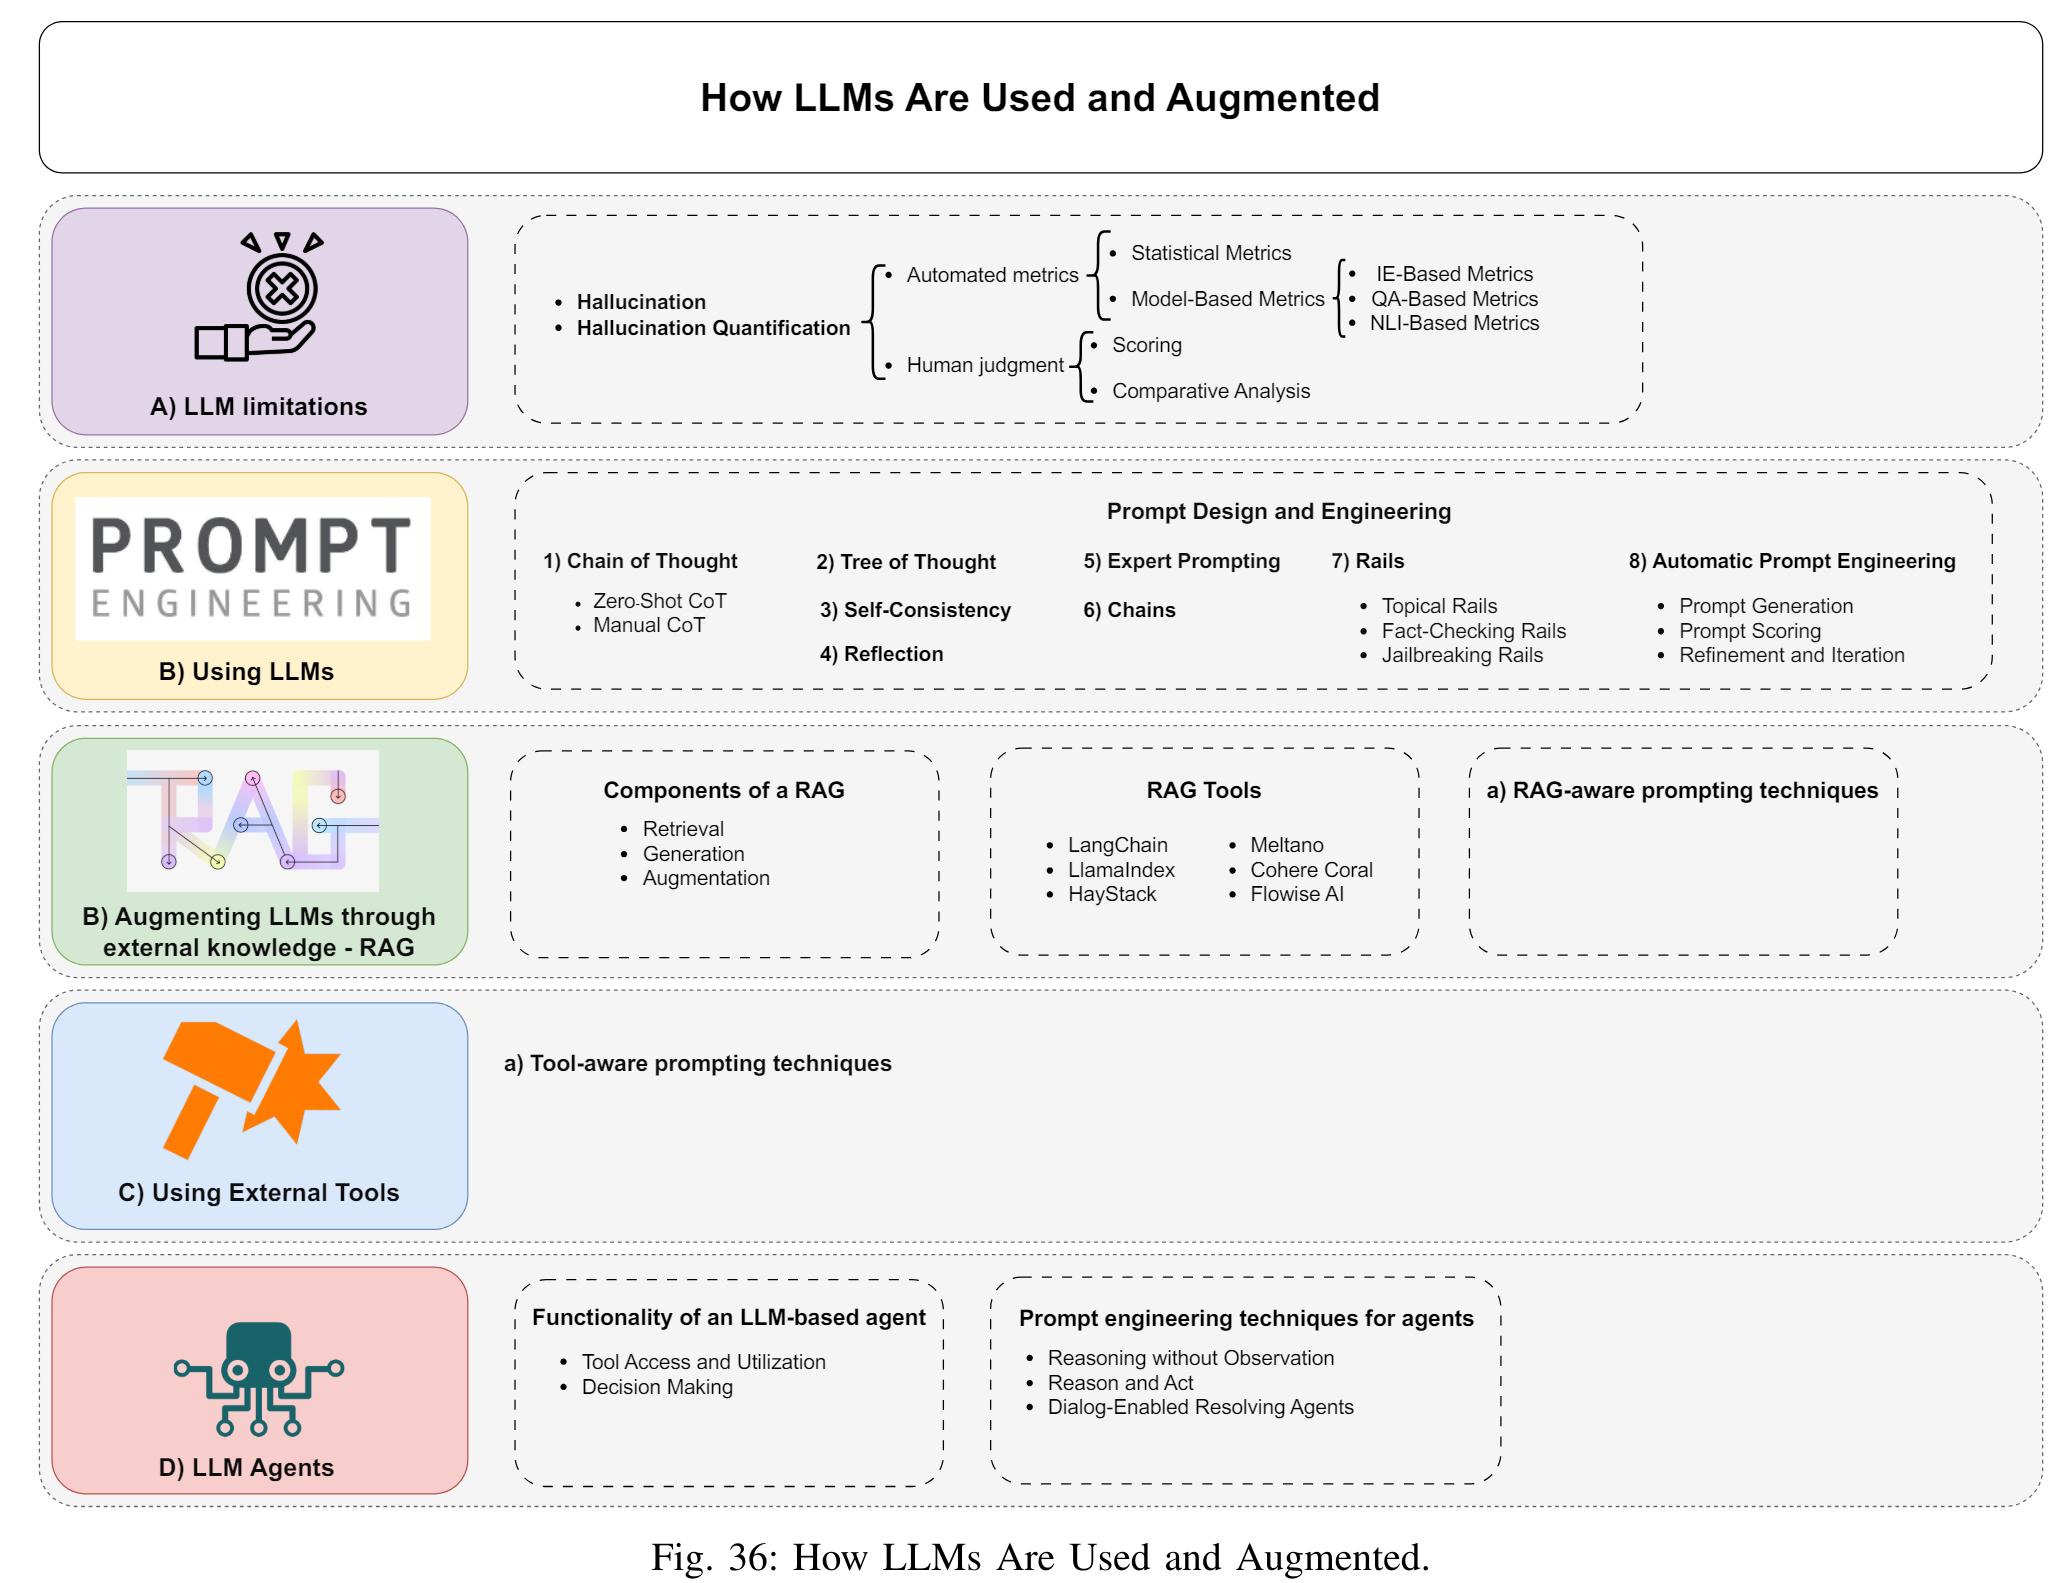 How LLMs Are Used and Augmented
A) LLM limitations
Hallucination
Hallucination Quantification
Automated metrics
Statistical Metrics
Model-Based Metrics
IE-Based Metrics
QA-Based Metrics
NLI-Based Metrics
Human judgment
Scoring
Comparative Analysis
PROMPT
ENGINEERING
B) Using LLMs
Prompt Design and Engineering
1) Chain of Thought
Zero-Shot CoT
Manual CoT
2) Tree of Thought
3) Self-Consistency
4) Reflection
5) Expert Prompting
6) Chains
7) Rails
Topical Rails
Fact-Checking Rails
Jailbreaking Rails
8) Automatic Prompt Engineering
Prompt Generation
Prompt Scoring
Refinement and Iteration
RAG
B) Augmenting LLMs through
external knowledge - RAG
Components of a RAG
Retrieval
Generation
Augmentation
RAG Tools
LangChain
LlamaIndex
HayStack
Meltano
Cohere Coral
Flowise AI
a) RAG-aware prompting techniques
C) Using External Tools
a) Tool-aware prompting techniques
D) LLM Agents
Functionality of an LLM-based agent
Tool Access and Utilization
Decision Making
Prompt engineering techniques for agents
Reasoning without Observation
Reason and Act
Dialog-Enabled Resolving Agents
Fig. 36: How LLMs Are Used and Augmented.